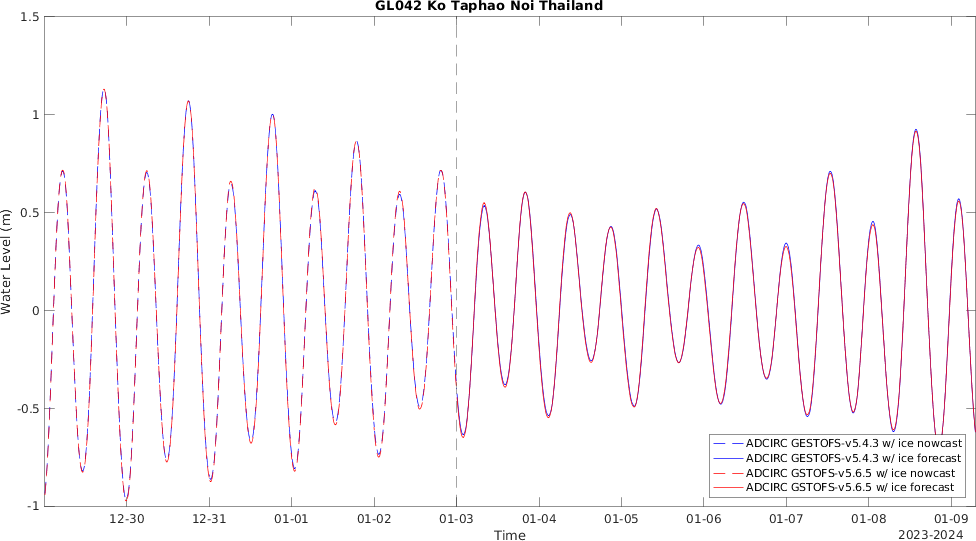 GL042 Ko Taphao Noi Thailand
1.5
1
0.5
0
-0.5
-1
Water Level (m)
12-30
12-31
01-01
01-02
01-03
01-04
01-05
01-06
01-07
01-08
01-09
Time
2023-2024
ADCIRC GESTOFS-v5.4.3 w/ ice nowcast
ADCIRC GESTOFS-v5.4.3 w/ ice forecast
ADCIRC GSTOFS-v5.6.5 w/ ice nowcast
ADCIRC GSTOFS-v5.6.5 w/ ice forecast